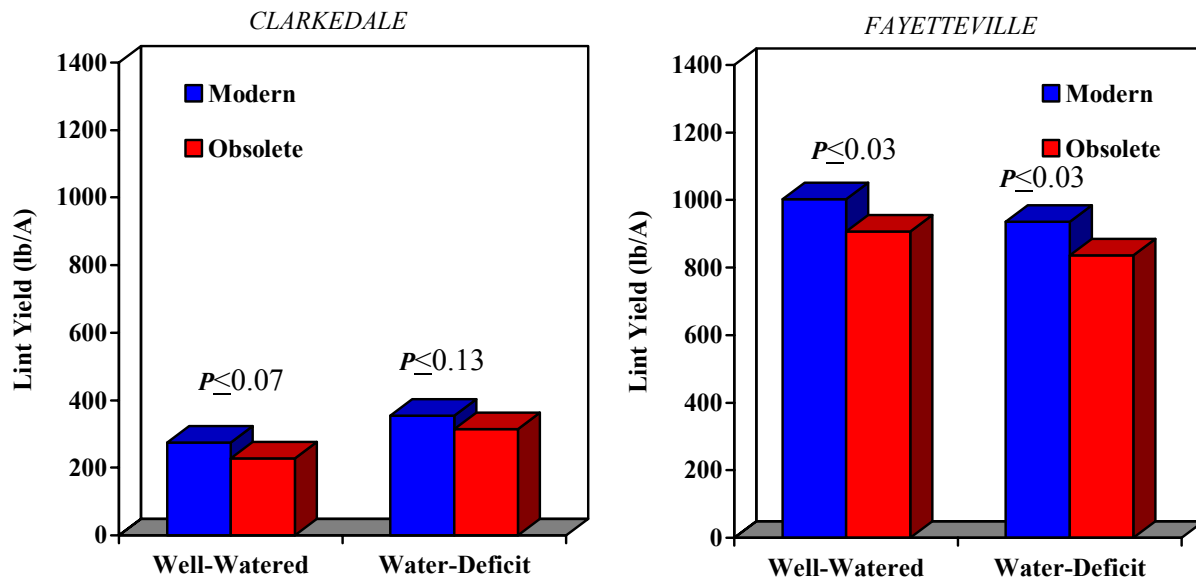 CLARKEDALE
Lint Yield (lb/A)
1400
1200
1000
800
600
400
200
0
Modern
Obsolete
P≤0.07
P≤0.13
Well-Watered
Water-Deficit
FAYETTEVILLE
Lint Yield (lb/A)
1400
1200
1000
800
600
400
200
0
Modern
Obsolete
P≤0.03
P≤0.03
Well-Watered
Water-Deficit